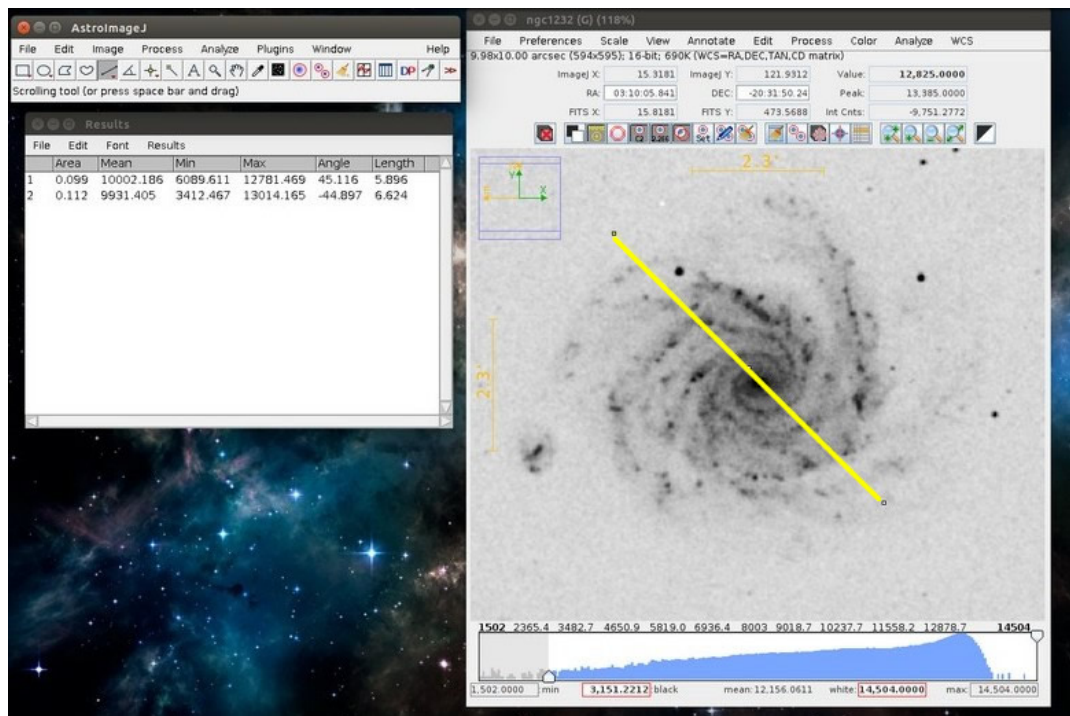 AstroImageJ
File Edit Image Process Analyze Plugins Window Help
A DP >>
Scrolling tool (or press space bar and drag)
Results
File Edit Font Results
Area Mean Min Max Angle Length
1 0.099 10002.186 6089.611 12781.469 45.116 5.896
2 0.112 9931.405 3412.467 13014.165 -44.897 6.624
ngc1232 (G) (118%)
File Preferences Scale View Annotate Edit Process Color Analyze WCS
9.98x10.00 arcsec (594x595); 16-bit; 690K (WCS=RA,DEC,TAN,CD matrix)
ImageJ X: 15.3181 ImageJ Y: 121.9312 Value: 12,825.0000
RA: 03:10:05.841 DEC: -20:31:50.24 Peak: 13,385.0000
FITS X: 15.8181 FITS Y: 473.5688 Int Cnts: -9,751.2772
Set
2.3'
Y
X
2.3'
1502 2365.4 3482.7 4650.9 5819.0 6936.4 8003 9018.7 10237.7 11558.2 12878.7 14504
1,502.0000 :min 3,151.2212 :black mean: 12,156.0611 white: 14,504.0000 max: 14,504.0000